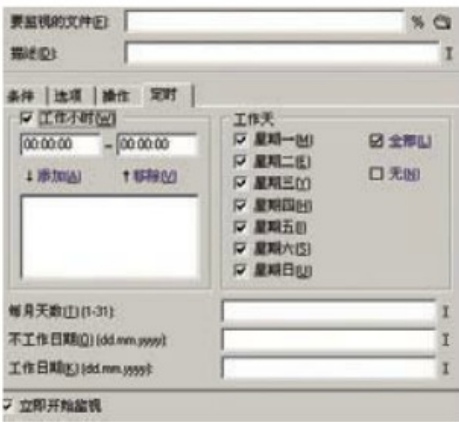 要监视的文件(F): %
描述(D): I
条件 选项 操作 定时
工作小时(W)
00:00:00 - 00:00:00
↓添加(A) ↑移除(V)
工作天
星期一(M) 全部(L)
星期二(E)
星期三(Y) 无(N)
星期四(H)
星期五(I)
星期六(S)
星期日(U)
每月天数(T) (1-31): I
不工作日期(O) (dd.mm.yyyy): I
工作日期(K) (dd.mm.yyyy): I
立即开始监视